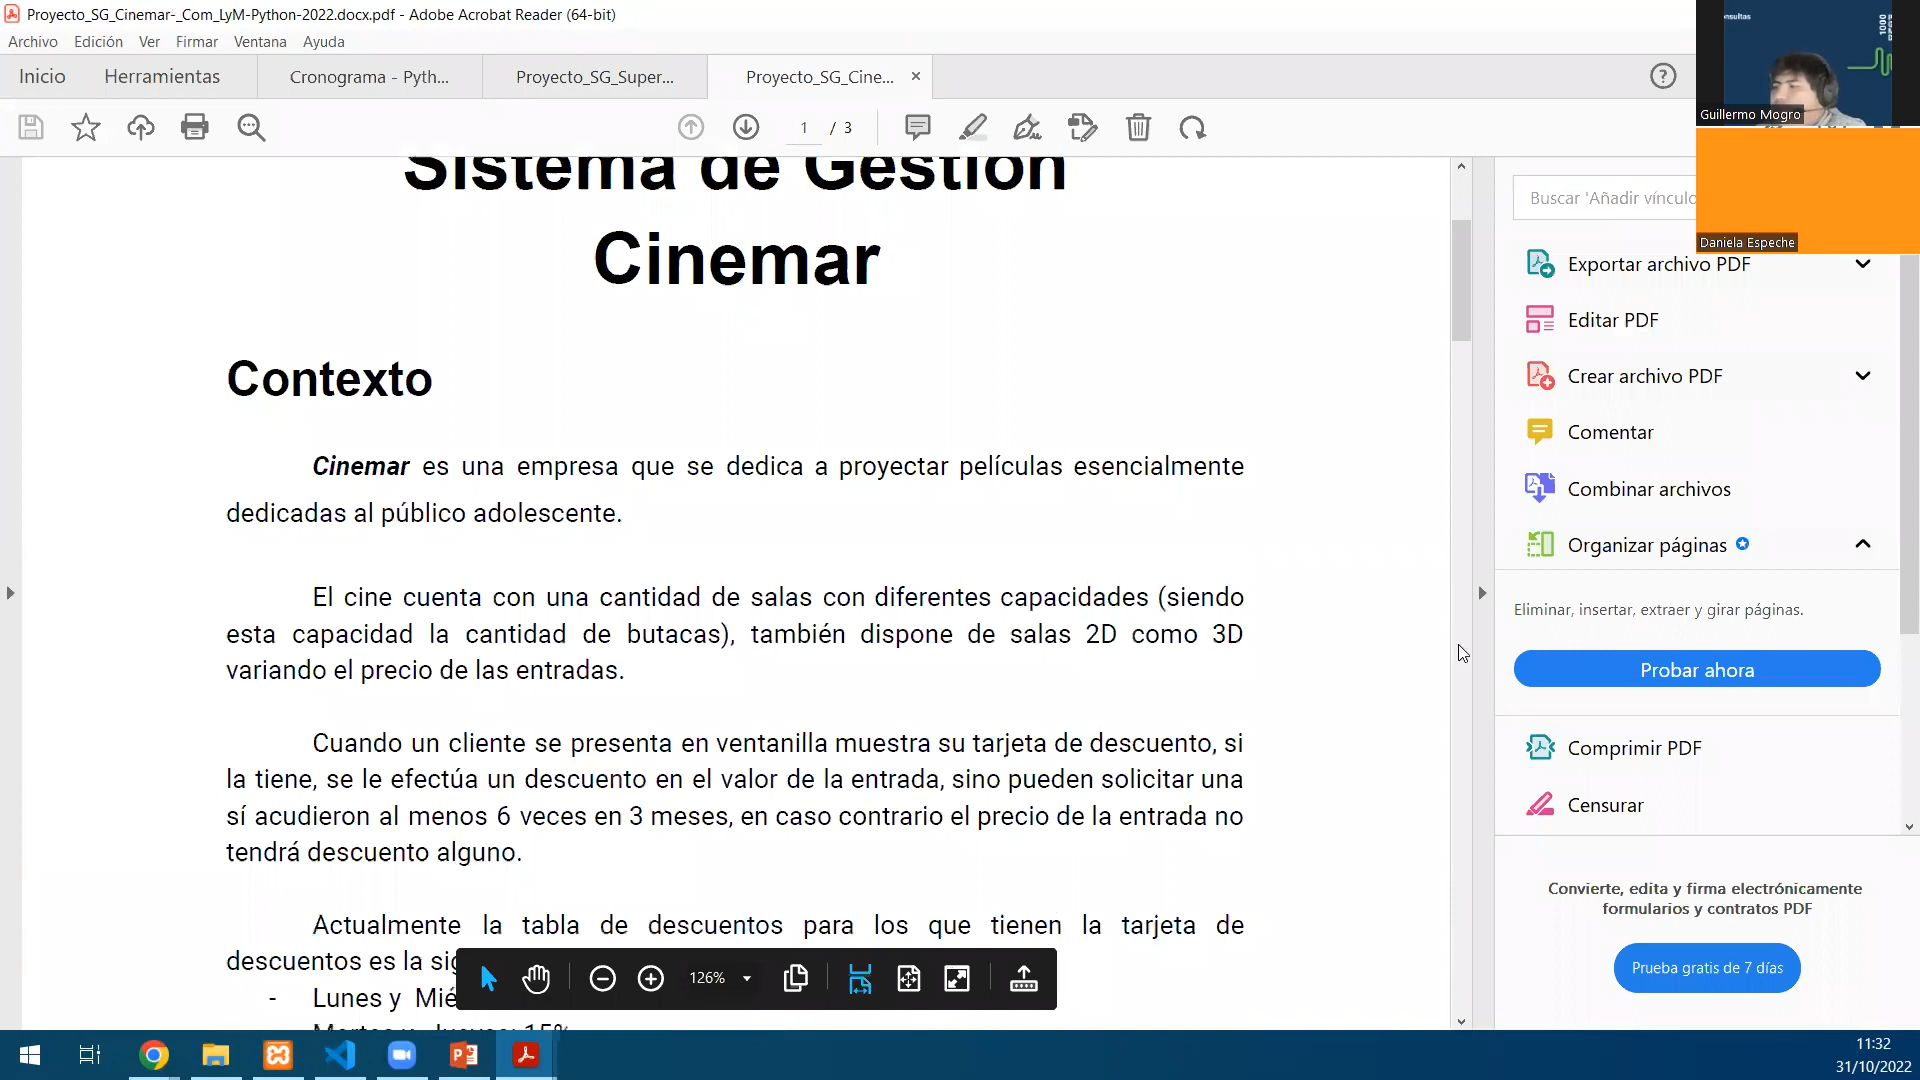 Proyecto_SG_Cinemar-_Com_LyM-Python-2022.docx.pdf - Adobe Acrobat Reader (64-bit)
Archivo Edición Ver Firmar Ventana Ayuda
Inicio Herramientas Cronograma - Pyth... Proyecto_SG_Super... Proyecto_SG_Cine... ×
1 / 3
onsultas
1000
Guillermo Mogro
Daniela Espeche
Sistema de Gestión
Cinemar
Contexto
Cinemar es una empresa que se dedica a proyectar películas esencialmente
dedicadas al público adolescente.
El cine cuenta con una cantidad de salas con diferentes capacidades (siendo
esta capacidad la cantidad de butacas), también dispone de salas 2D como 3D
variando el precio de las entradas.
Cuando un cliente se presenta en ventanilla muestra su tarjeta de descuento, si
la tiene, se le efectúa un descuento en el valor de la entrada, sino pueden solicitar una
sí acudieron al menos 6 veces en 3 meses, en caso contrario el precio de la entrada no
tendrá descuento alguno.
Actualmente la tabla de descuentos para los que tienen la tarjeta de
descuentos es la sig
- Lunes y Mié
Martes y Jueves: 15%
126%
Buscar 'Añadir vínculo
Exportar archivo PDF
Editar PDF
Crear archivo PDF
Comentar
Combinar archivos
Organizar páginas
Eliminar, insertar, extraer y girar páginas.
Probar ahora
Comprimir PDF
Censurar
Convierte, edita y firma electrónicamente
formularios y contratos PDF
Prueba gratis de 7 días
11:32
31/10/2022